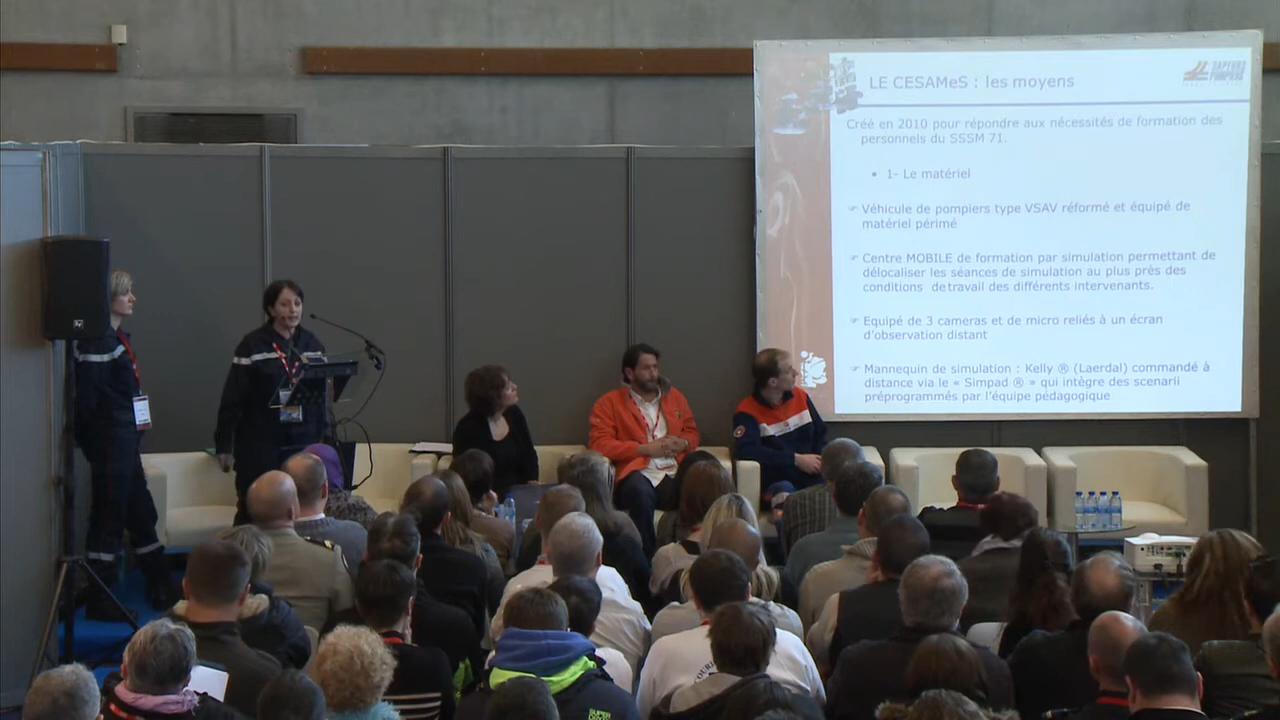 LE CESAMeS : les moyens
SAPEURS
POMPIERS
Créé en 2010 pour répondre aux nécessités de formation des
personnels du SSSM 71.
• 1- Le matériel
Véhicule de pompiers type VSAV réformé et équipé de
matériel périmé
Centre MOBILE de formation par simulation permettant de
délocaliser les séances de simulation au plus près des
conditions de travail des différents intervenants.
Equipé de 3 cameras et de micro reliés à un écran
d'observation distant
Mannequin de simulation : Kelly ® (Laerdal) commandé à
distance via le « Simpad ® » qui intègre des scenarii
préprogrammés par l'équipe pédagogique
SUPER